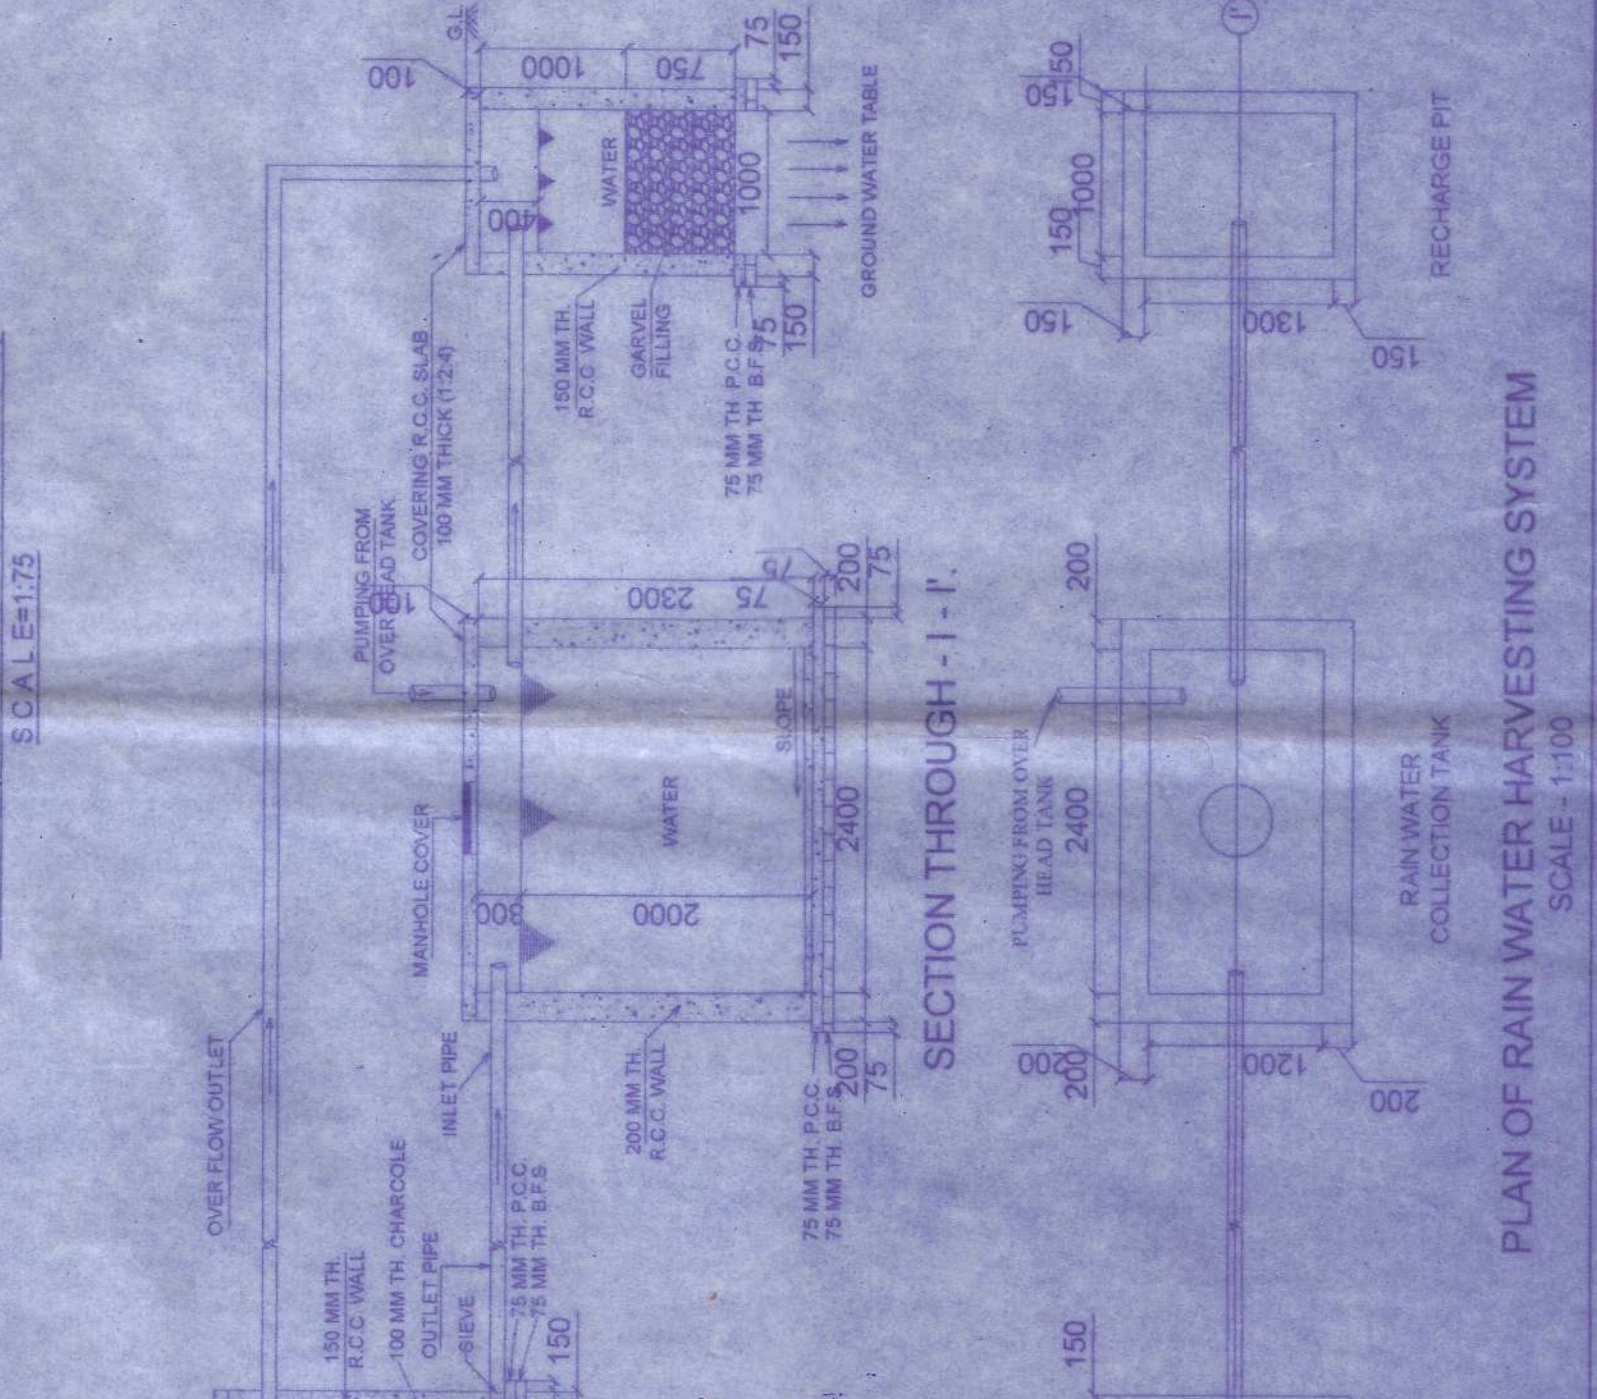 S C A L E=1:75
OVER FLOW OUTLET
150 MM TH.
R.C.C. WALL
100 MM TH. CHARCOLE
OUTLET PIPE
SIEVE
75 MM TH. P.C.C.
75 MM TH. B.F.S.
150
INLET PIPE
MANHOLE COVER
PUMPING FROM
OVER HEAD TANK
100
COVERING R.C.C. SLAB
100 MM THICK (1:2:4)
300
2000
WATER
2300
75
75
SLOPE
2400
200
75
200
75
200 MM TH.
R.C.C. WALL
75 MM TH. P.C.C.
75 MM TH. B.F.S.
G.L
100
1000
750
75
150
400
WATER
1000
150 MM TH.
R.C.C. WALL
GARVEL
FILLING
75 MM TH. P.C.C.
75 MM TH. B.F.S.
75
150
GROUND WATER TABLE
SECTION THROUGH - I - I'.
PUMPING FROM OVER
HEAD TANK
150
200
200
2400
200
1200
200
RAIN WATER
COLLECTION TANK
I'
150
150
1000
150
150
1300
150
RECHARGE PIT
PLAN OF RAIN WATER HARVESTING SYSTEM
SCALE - 1:100